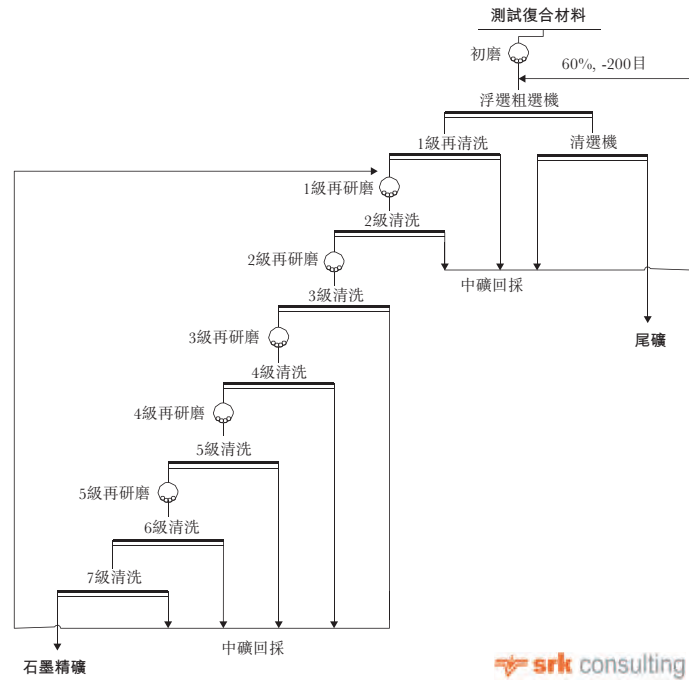 測試復合材料
初磨
60%, -200目
浮選粗選機
1級再清洗
清選機
1級再研磨
2級清洗
2級再研磨
中礦回採
3級清洗
尾礦
3級再研磨
4級清洗
4級再研磨
5級清洗
5級再研磨
6級清洗
7級清洗
中礦回採
石墨精礦
srk consulting